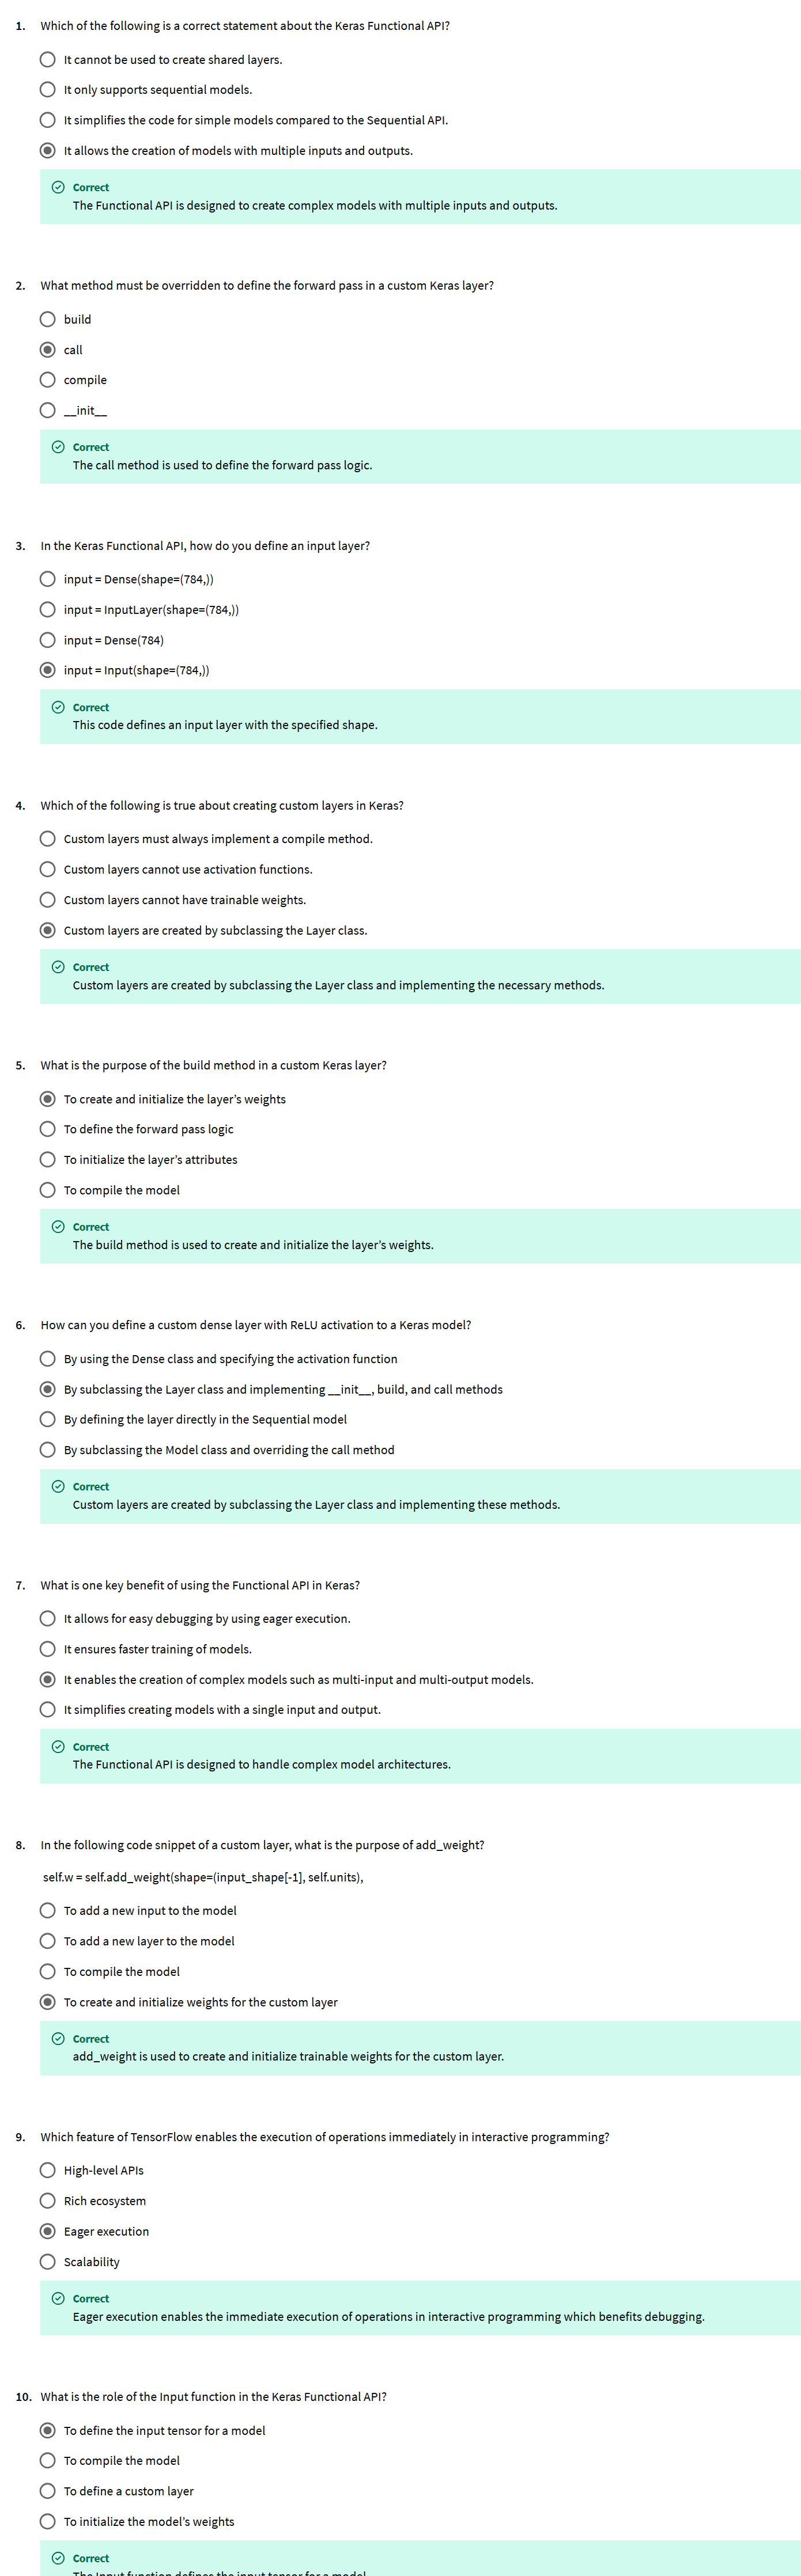 1. Which of the following is a correct statement about the Keras Functional API?
It cannot be used to create shared layers.
It only supports sequential models.
It simplifies the code for simple models compared to the Sequential API.
It allows the creation of models with multiple inputs and outputs.
Correct
The Functional API is designed to create complex models with multiple inputs and outputs.
2. What method must be overridden to define the forward pass in a custom Keras layer?
build
call
compile
__init__
Correct
The call method is used to define the forward pass logic.
3. In the Keras Functional API, how do you define an input layer?
input = Dense(shape=(784,))
input = InputLayer(shape=(784,))
input = Dense(784)
input = Input(shape=(784,))
Correct
This code defines an input layer with the specified shape.
4. Which of the following is true about creating custom layers in Keras?
Custom layers must always implement a compile method.
Custom layers cannot use activation functions.
Custom layers cannot have trainable weights.
Custom layers are created by subclassing the Layer class.
Correct
Custom layers are created by subclassing the Layer class and implementing the necessary methods.
5. What is the purpose of the build method in a custom Keras layer?
To create and initialize the layer’s weights
To define the forward pass logic
To initialize the layer’s attributes
To compile the model
Correct
The build method is used to create and initialize the layer’s weights.
6. How can you define a custom dense layer with ReLU activation to a Keras model?
By using the Dense class and specifying the activation function
By subclassing the Layer class and implementing __init__, build, and call methods
By defining the layer directly in the Sequential model
By subclassing the Model class and overriding the call method
Correct
Custom layers are created by subclassing the Layer class and implementing these methods.
7. What is one key benefit of using the Functional API in Keras?
It allows for easy debugging by using eager execution.
It ensures faster training of models.
It enables the creation of complex models such as multi-input and multi-output models.
It simplifies creating models with a single input and output.
Correct
The Functional API is designed to handle complex model architectures.
8. In the following code snippet of a custom layer, what is the purpose of add_weight?
self.w = self.add_weight(shape=(input_shape[-1], self.units),
To add a new input to the model
To add a new layer to the model
To compile the model
To create and initialize weights for the custom layer
Correct
add_weight is used to create and initialize trainable weights for the custom layer.
9. Which feature of TensorFlow enables the execution of operations immediately in interactive programming?
High-level APIs
Rich ecosystem
Eager execution
Scalability
Correct
Eager execution enables the immediate execution of operations in interactive programming which benefits debugging.
10. What is the role of the Input function in the Keras Functional API?
To define the input tensor for a model
To compile the model
To define a custom layer
To initialize the model’s weights
Correct
The Input function defines the input tensor for a model